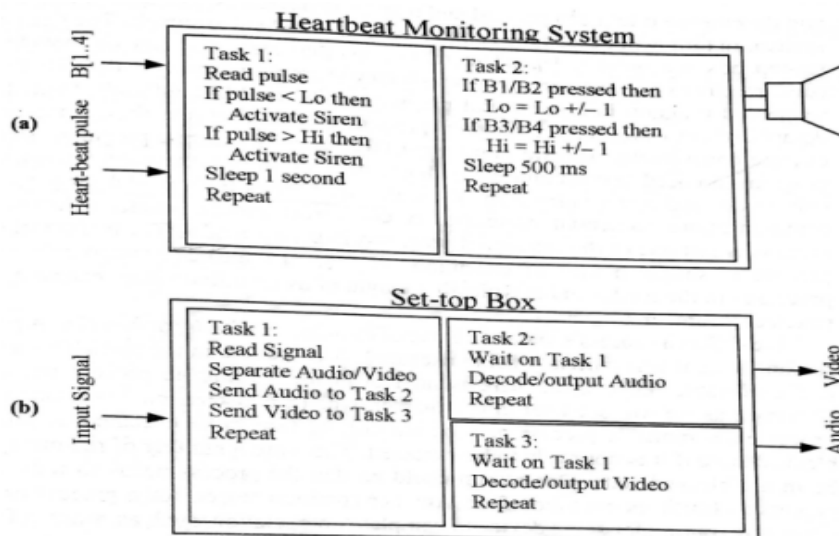 Heartbeat Monitoring System
(a)
Heart-beat pulse B[1..4]
Task 1:
Read pulse
If pulse < Lo then
Activate Siren
If pulse > Hi then
Activate Siren
Sleep 1 second
Repeat
Task 2:
If B1/B2 pressed then
Lo = Lo +/– 1
If B3/B4 pressed then
Hi = Hi +/– 1
Sleep 500 ms
Repeat
Set-top Box
(b)
Input Signal
Task 1:
Read Signal
Separate Audio/Video
Send Audio to Task 2
Send Video to Task 3
Repeat
Task 2:
Wait on Task 1
Decode/output Audio
Repeat
Task 3:
Wait on Task 1
Decode/output Video
Repeat
Audio Video